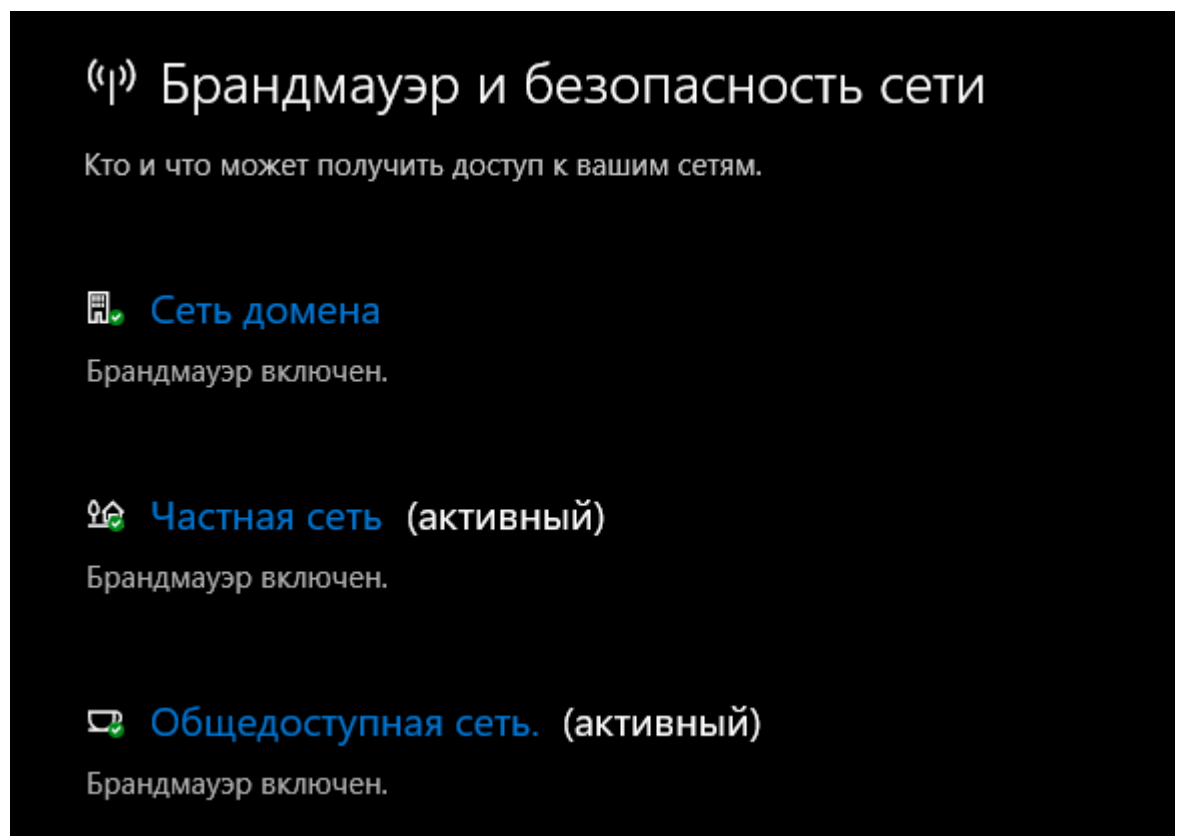 Брандмауэр и безопасность сети
Кто и что может получить доступ к вашим сетям.
Сеть домена
Брандмауэр включен.
Частная сеть (активный)
Брандмауэр включен.
Общедоступная сеть. (активный)
Брандмауэр включен.